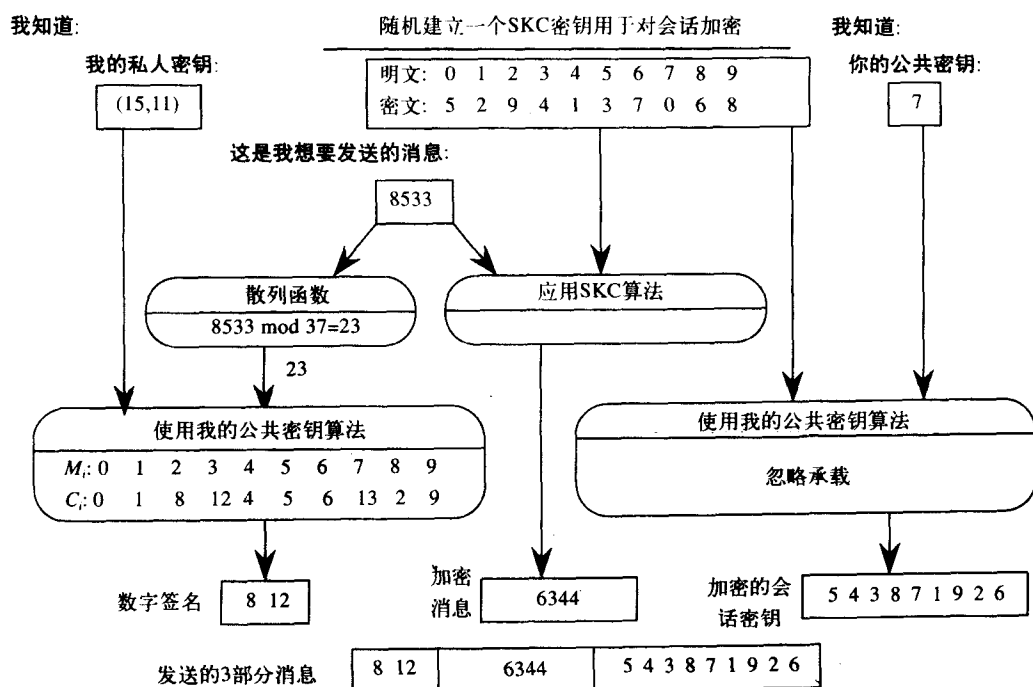 我知道:
随机建立一个SKC密钥用于对会话加密
我知道:
我的私人密钥:
(15,11)
明文: 0 1 2 3 4 5 6 7 8 9
密文: 5 2 9 4 1 3 7 0 6 8
你的公共密钥:
7
这是我想要发送的消息:
8533
散列函数
8533 mod 37=23
应用SKC算法
23
使用我的公共密钥算法
Mi: 0 1 2 3 4 5 6 7 8 9
Ci: 0 1 8 12 4 5 6 13 2 9
使用我的公共密钥算法
忽略承载
数字签名
8 12
加密
消息
6344
加密的会
话密钥
5 4 3 8 7 1 9 2 6
发送的3部分消息
8 12
6344
5 4 3 8 7 1 9 2 6